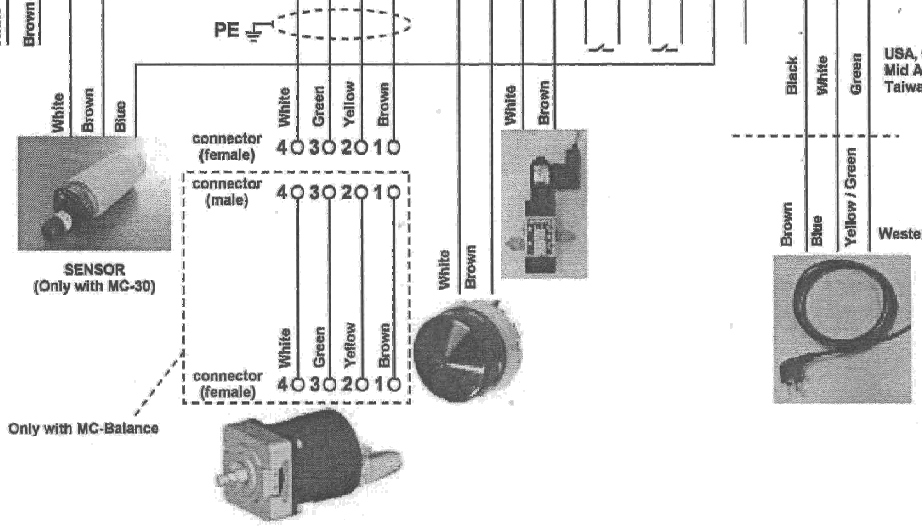 Brown
PE
White
Brown
Blue
White
Green
Yellow
Brown
White
Brown
Black
White
Green
USA,
Mid A
Taiwa
connector
(female)
4 3 2 1
connector
(male)
4 3 2 1
SENSOR
(Only with MC-30)
White
Brown
Brown
Blue
Yellow / Green
Weste
White
Green
Yellow
Brown
connector
(female)
4 3 2 1
Only with MC-Balance